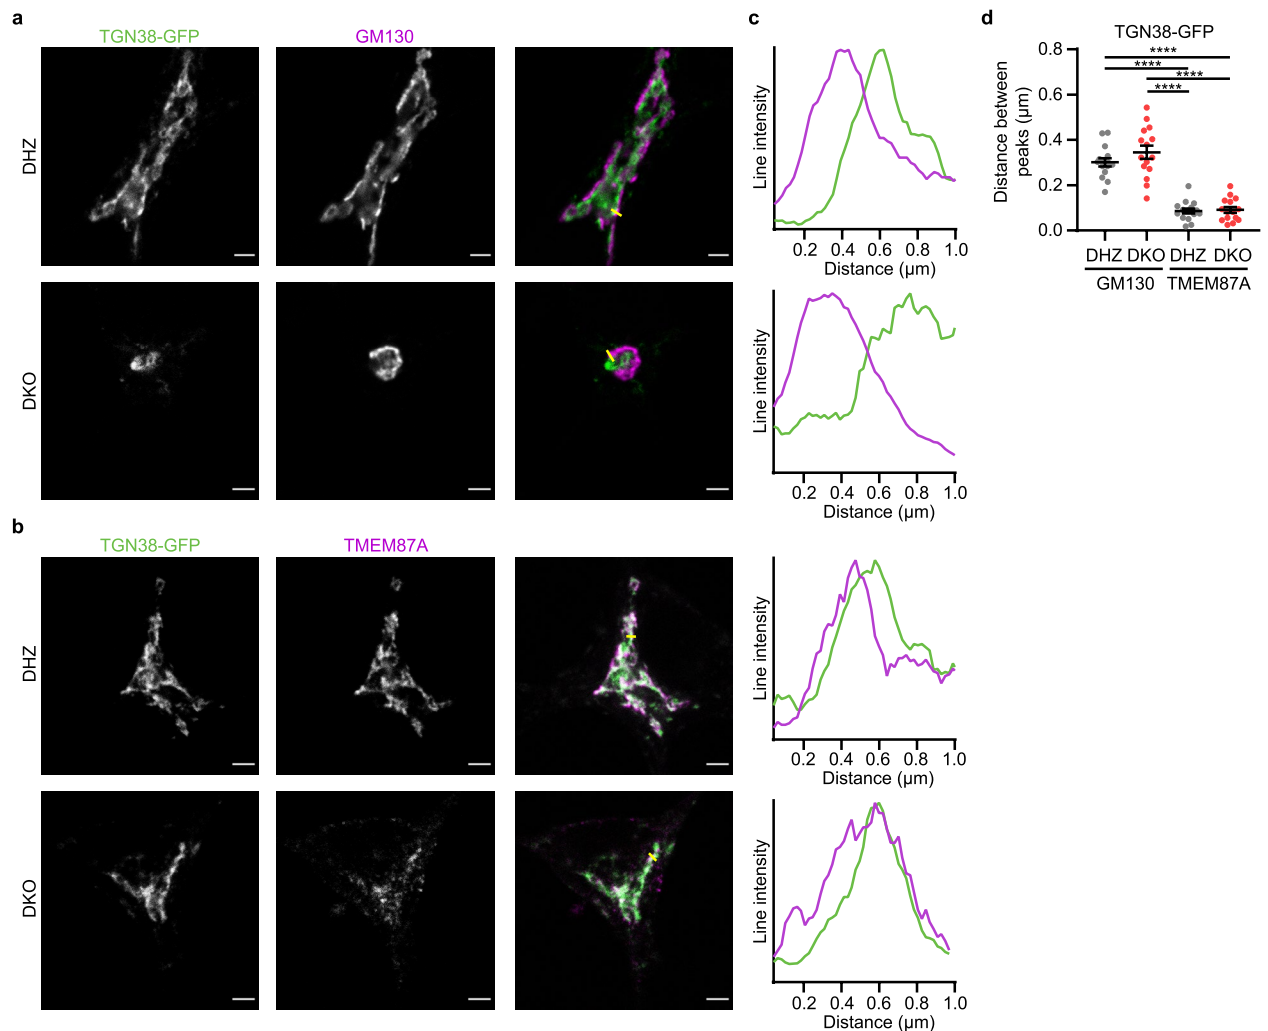 a
TGN38-GFP
GM130
DHZ
DKO
b
TGN38-GFP
TMEM87A
DHZ
DKO
c
Line intensity
0.2 0.4 0.6 0.8 1.0
Distance (µm)
Line intensity
0.2 0.4 0.6 0.8 1.0
Distance (µm)
Line intensity
0.2 0.4 0.6 0.8 1.0
Distance (µm)
Line intensity
0.2 0.4 0.6 0.8 1.0
Distance (µm)
d
TGN38-GFP
Distance between
peaks (µm)
0.8
0.6
0.4
0.2
0.0
****
****
****
****
DHZ DKO DHZ DKO
GM130 TMEM87A